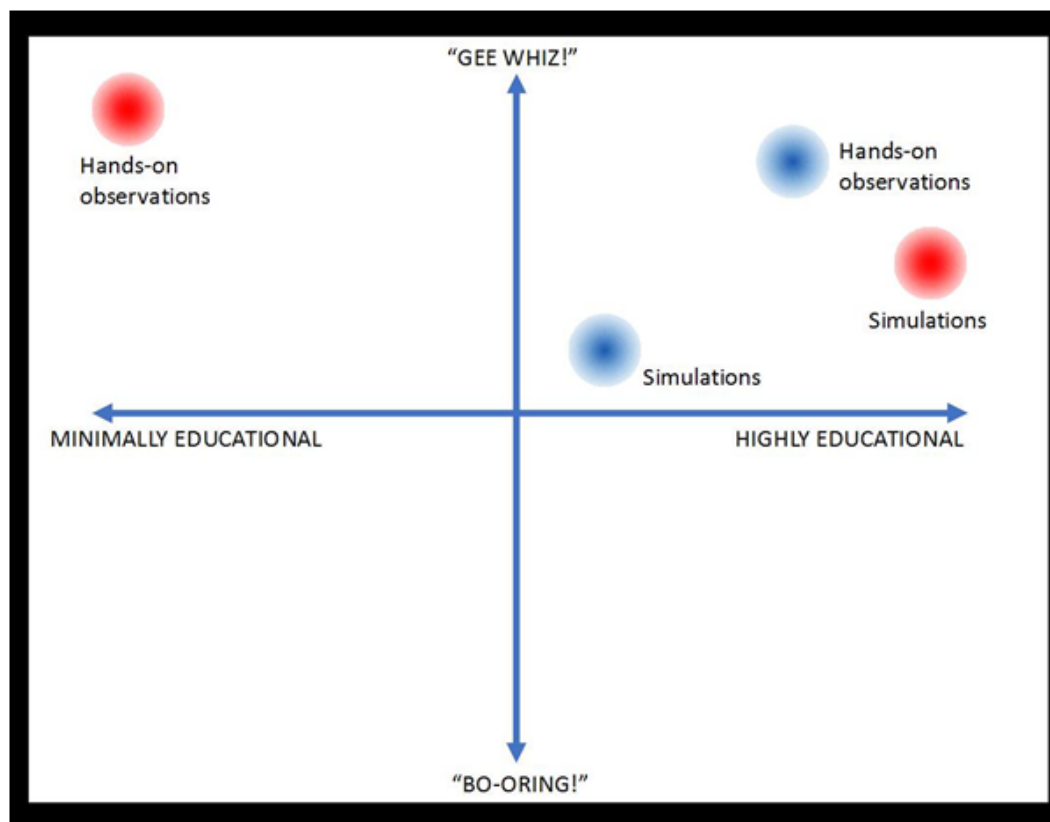 “GEE WHIZ!”
Hands-on
observations
Hands-on
observations
Simulations
Simulations
MINIMALLY EDUCATIONAL
HIGHLY EDUCATIONAL
“BO-ORING!”